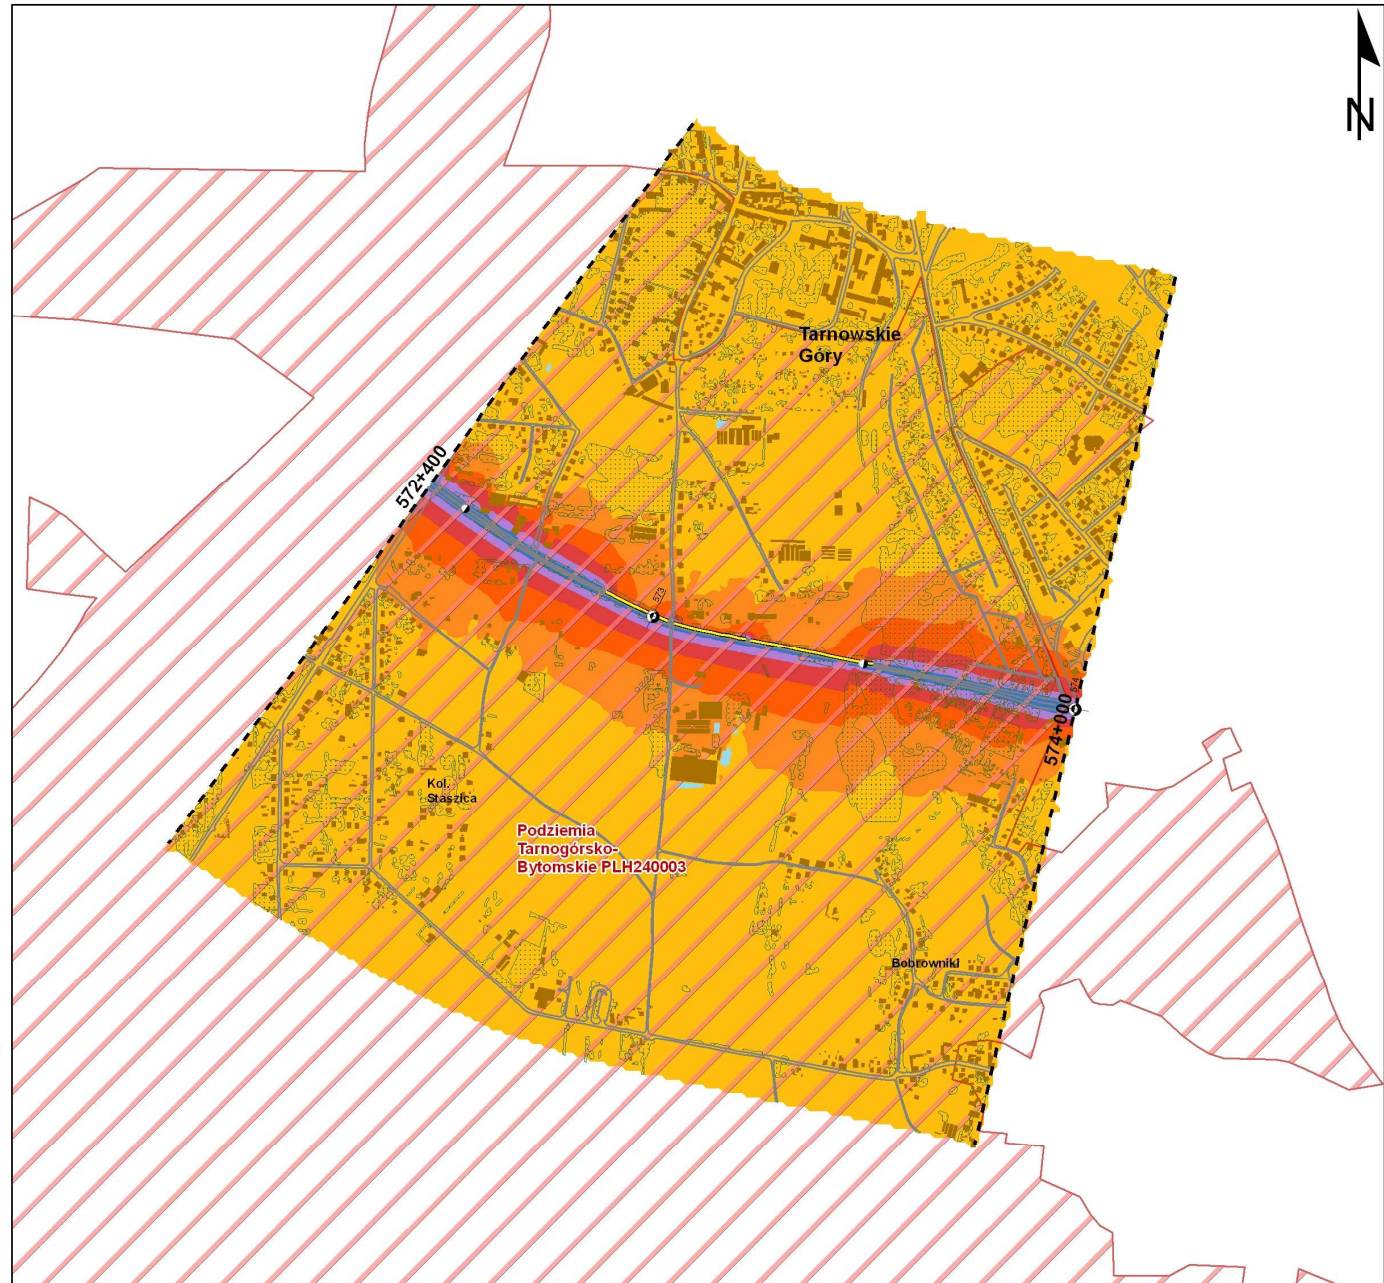 N
Tarnowskie
Góry
572+400
573
574
574+000
Kol.
Staszica
Podziemia
Tarnogórsko-
Bytomskie PLH240003
Bobrowniki